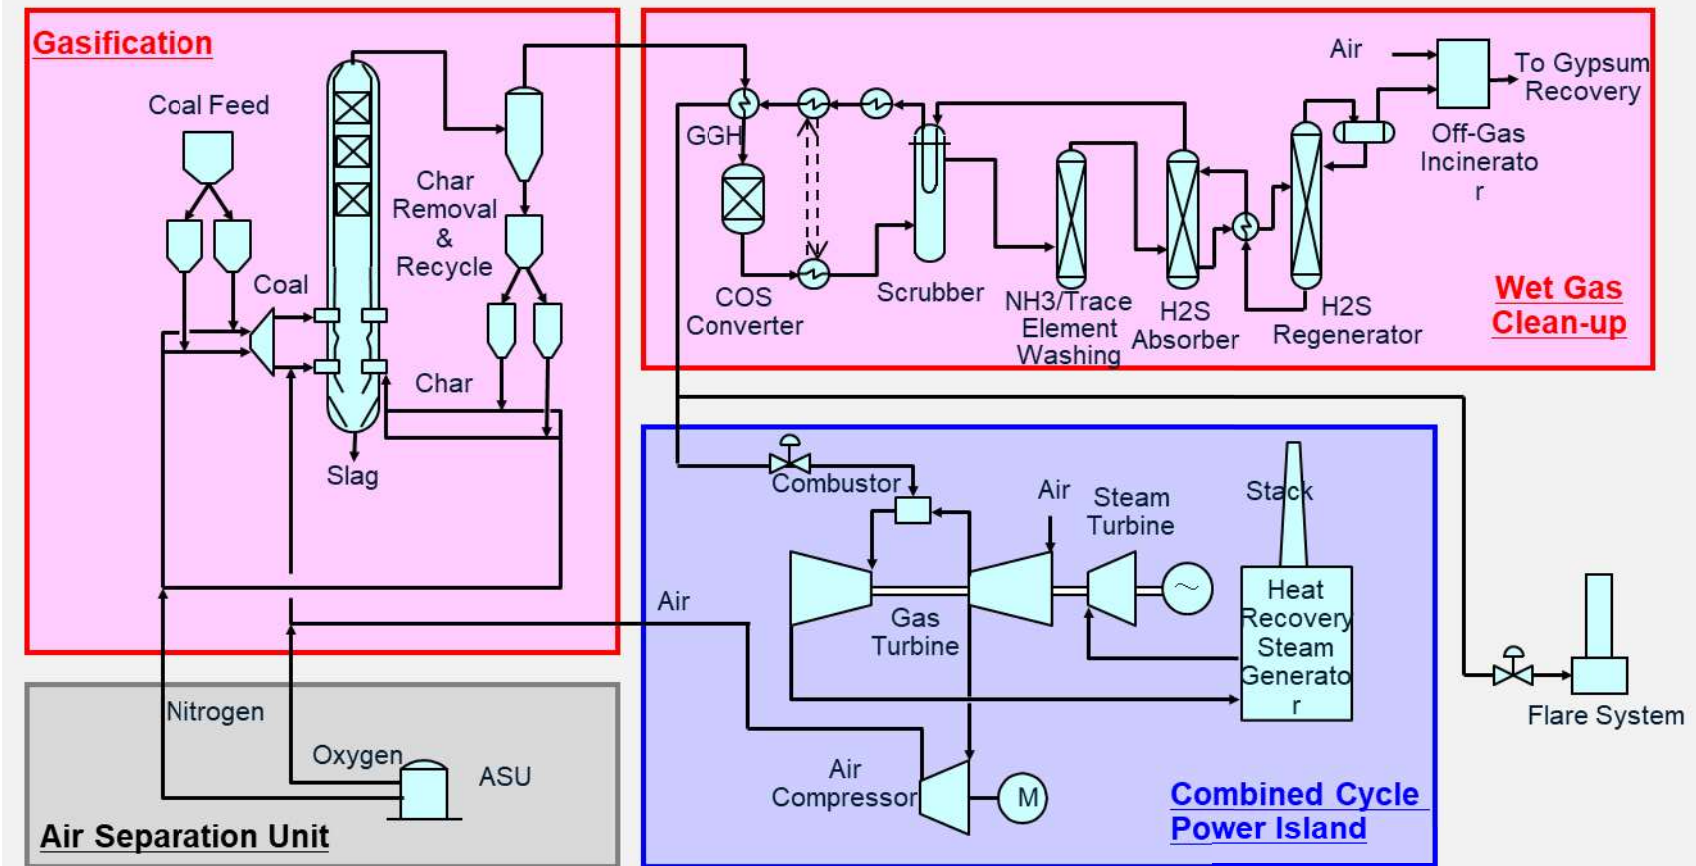 Gasification
Coal Feed
Char
Removal
&
Recycle
Coal
Char
Slag
GGH
COS
Converter
Scrubber
NH3/Trace
Element
Washing
H2S
Absorber
H2S
Regenerator
Air
To Gypsum
Recovery
Off-Gas
Incinerato
r
Wet Gas
Clean-up
Combustor
Air
Steam
Turbine
Stack
Gas
Turbine
Heat
Recovery
Steam
Generato
r
Air
Air
Compressor
M
Combined Cycle
Power Island
Flare System
Nitrogen
Oxygen
ASU
Air Separation Unit